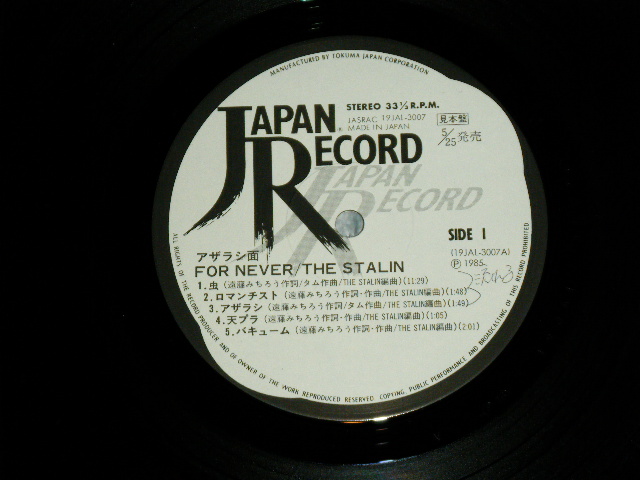 MANUFACTURED BY TOKUMA JAPAN CORPORATION
JAPAN RECORD
STEREO 33⅓ R.P.M.
JASRAC 19JAL-3007
MADE IN JAPAN
見本盤
5/25発売
JAPAN RECORD
SIDE 1
(19JAL-3007A)
Ⓟ 1985.
アザラシ面
FOR NEVER/THE STALIN
1. 虫(遠藤みちろう作詞/タム作曲/THE STALIN編曲)(11:29)
2. ロマンチスト(遠藤みちろう作詞・作曲/THE STALIN編曲)(1:48)
3. アザラシ(遠藤みちろう作詞/タム作曲/THE STALIN編曲)(1:49)
4. 天プラ(遠藤みちろう作詞・作曲/THE STALIN編曲)(1:05)
5. バキューム(遠藤みちろう作詞・作曲/THE STALIN編曲)(2:01)
ALL RIGHTS OF THE RECORD PRODUCER AND OF OWNER OF THE WORK REPRODUCED RESERVED COPYING PUBLIC PERFORMANCE AND BROADCASTING OF THIS RECORD PROHIBITED